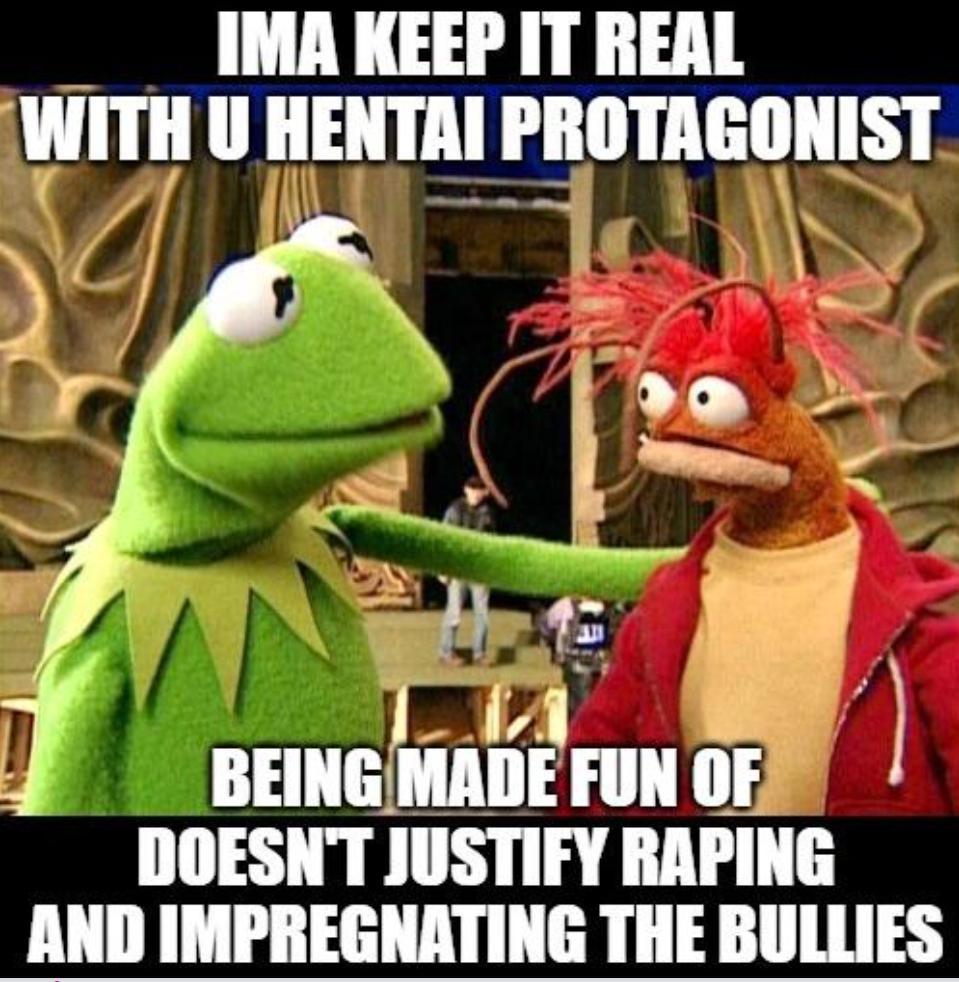 IMA KEEP IT REAL
WITH U HENTAI PROTAGONIST
BEING MADE FUN OF
DOESN'T JUSTIFY RAPING
AND IMPREGNATING THE BULLIES